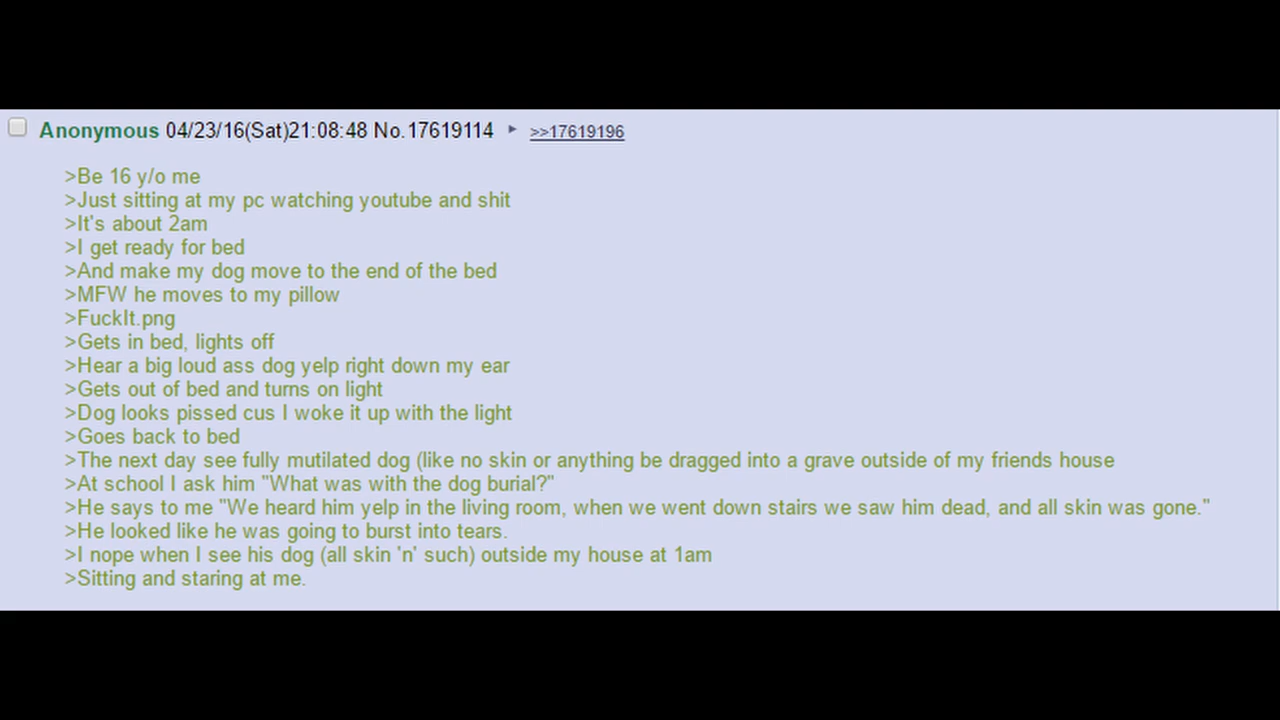 Anonymous 04/23/16(Sat)21:08:48 No.17619114 ► >>17619196
>Be 16 y/o me
>Just sitting at my pc watching youtube and shit
>It's about 2am
>I get ready for bed
>And make my dog move to the end of the bed
>MFW he moves to my pillow
>FuckIt.png
>Gets in bed, lights off
>Hear a big loud ass dog yelp right down my ear
>Gets out of bed and turns on light
>Dog looks pissed cus I woke it up with the light
>Goes back to bed
>The next day see fully mutilated dog (like no skin or anything be dragged into a grave outside of my friends house
>At school I ask him "What was with the dog burial?"
>He says to me "We heard him yelp in the living room, when we went down stairs we saw him dead, and all skin was gone."
>He looked like he was going to burst into tears.
>I nope when I see his dog (all skin 'n' such) outside my house at 1am
>Sitting and staring at me.